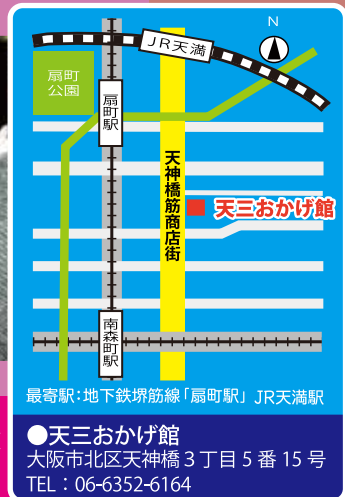 N
JR天満
扇町
公園
扇町駅
天神橋筋商店街
天三おかげ館
南森町駅
最寄駅:地下鉄堺筋線「扇町駅」 JR天満駅
●天三おかげ館
大阪市北区天神橋3丁目5番15号
TEL:06-6352-6164